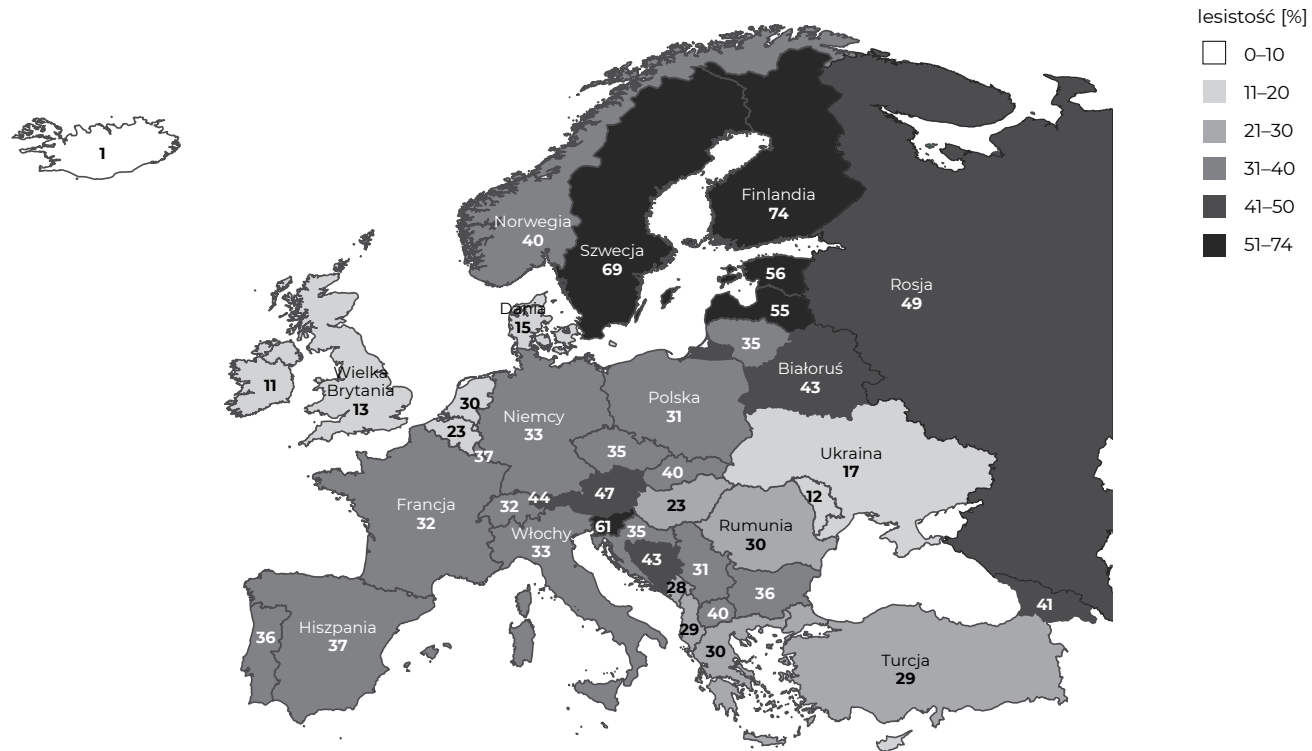 lesistość [%]
0–10
11–20
21–30
31–40
41–50
51–74
1
Norwegia
40
Szwecja
69
Finlandia
74
Rosja
49
56
55
35
Dania
15
Białoruś
43
11
Wielka
Brytania
13
30
23
37
Niemcy
33
Polska
31
35
40
Ukraina
17
12
Francja
32
32
44
47
23
Rumunia
30
Włochy
33
61
35
43
31
28
36
40
29
30
41
36
Hiszpania
37
Turcja
29